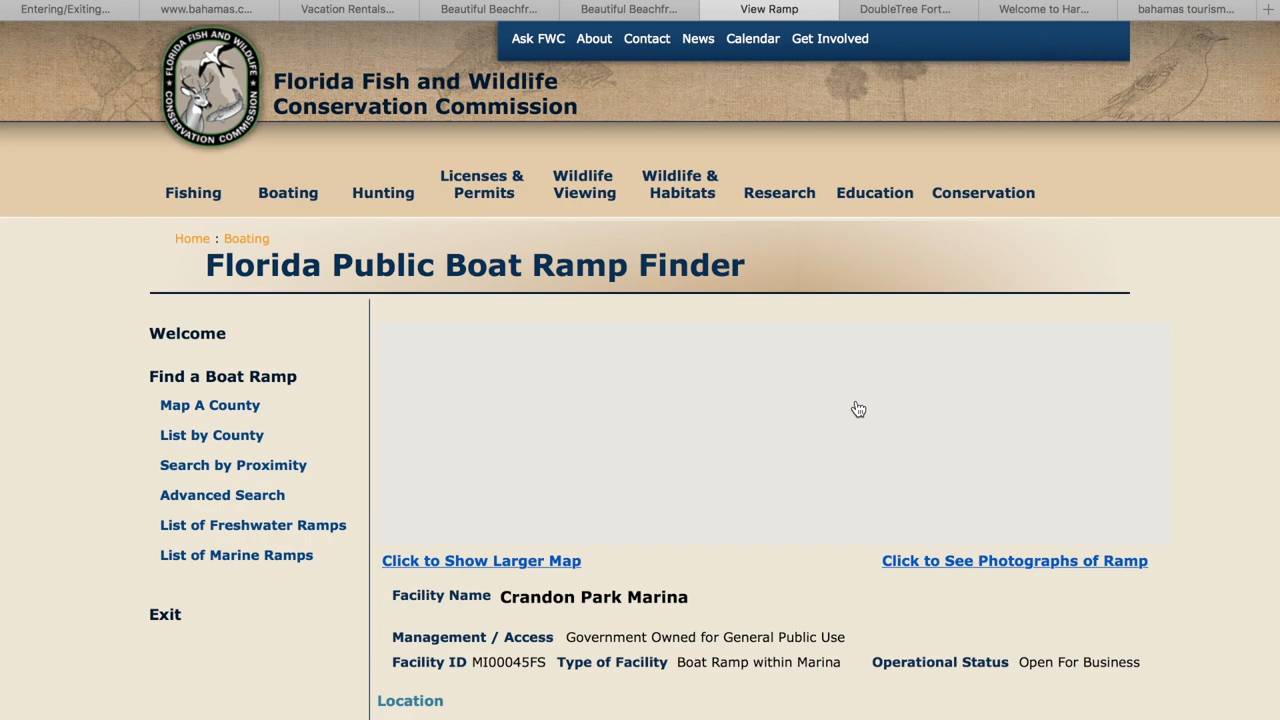 Entering/Exiting...
www.bahamas.c...
Vacation Rentals...
Beautiful Beachfr...
Beautiful Beachfr...
View Ramp
DoubleTree Fort...
Welcome to Har...
bahamas tourism...
Ask FWC About Contact News Calendar Get Involved
FLORIDA FISH AND WILDLIFE CONSERVATION COMMISSION
Florida Fish and Wildlife
Conservation Commission
Fishing
Boating
Hunting
Licenses &
Permits
Wildlife
Viewing
Wildlife &
Habitats
Research
Education
Conservation
Home : Boating
Florida Public Boat Ramp Finder
Welcome
Find a Boat Ramp
Map A County
List by County
Search by Proximity
Advanced Search
List of Freshwater Ramps
List of Marine Ramps
Exit
Click to Show Larger Map
Click to See Photographs of Ramp
Facility Name Crandon Park Marina
Management / Access Government Owned for General Public Use
Facility ID MI00045FS Type of Facility Boat Ramp within Marina Operational Status Open For Business
Location